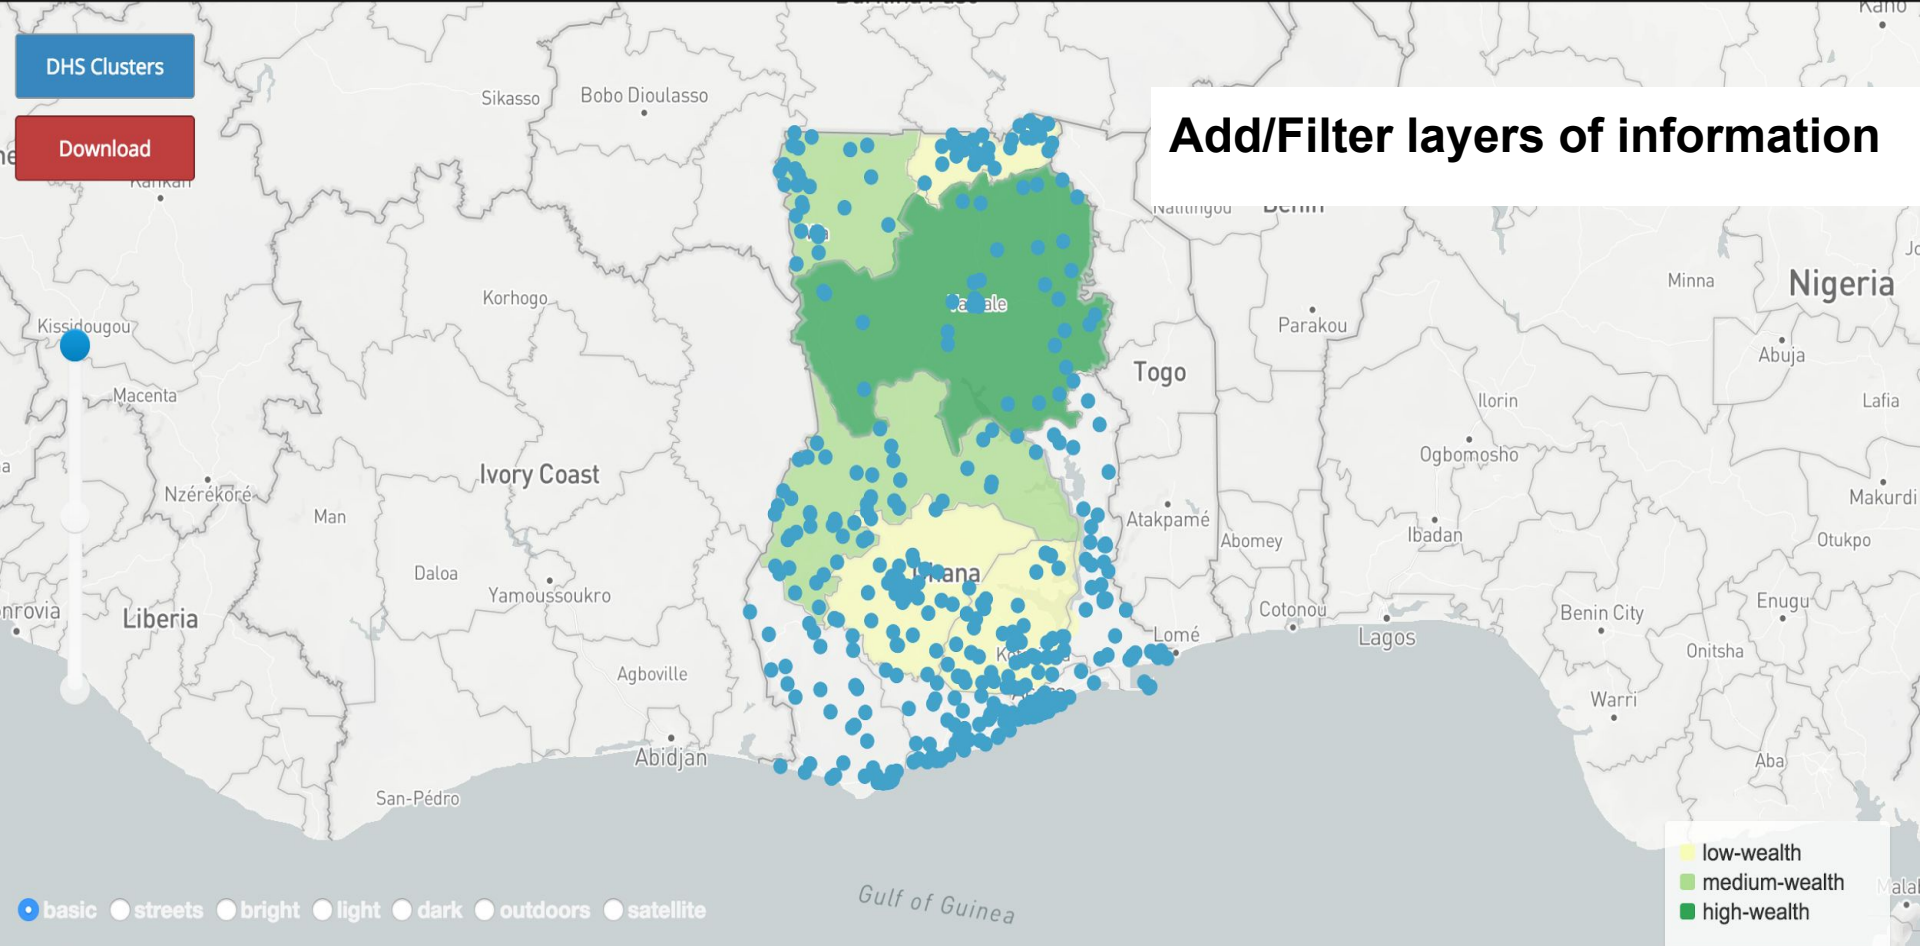 DHS Clusters
Download
Add/Filter layers of information
Kano
Sikasso
Bobo Dioulasso
Kankan
Natitingou
Benin
Minna
Nigeria
Korhogo
Kissidougou
Parakou
Abuja
Togo
Macenta
Ilorin
Lafia
Ogbomosho
Ivory Coast
Nzérékoré
Makurdi
Man
Atakpamé
Ibadan
Abomey
Otukpo
Daloa
Ghana
Yamoussoukro
Liberia
Cotonou
Benin City
Enugu
Lomé
Lagos
Onitsha
Agboville
Warri
Abidjan
Aba
San-Pédro
low-wealth
medium-wealth
high-wealth
Gulf of Guinea
basic streets bright light dark outdoors satellite